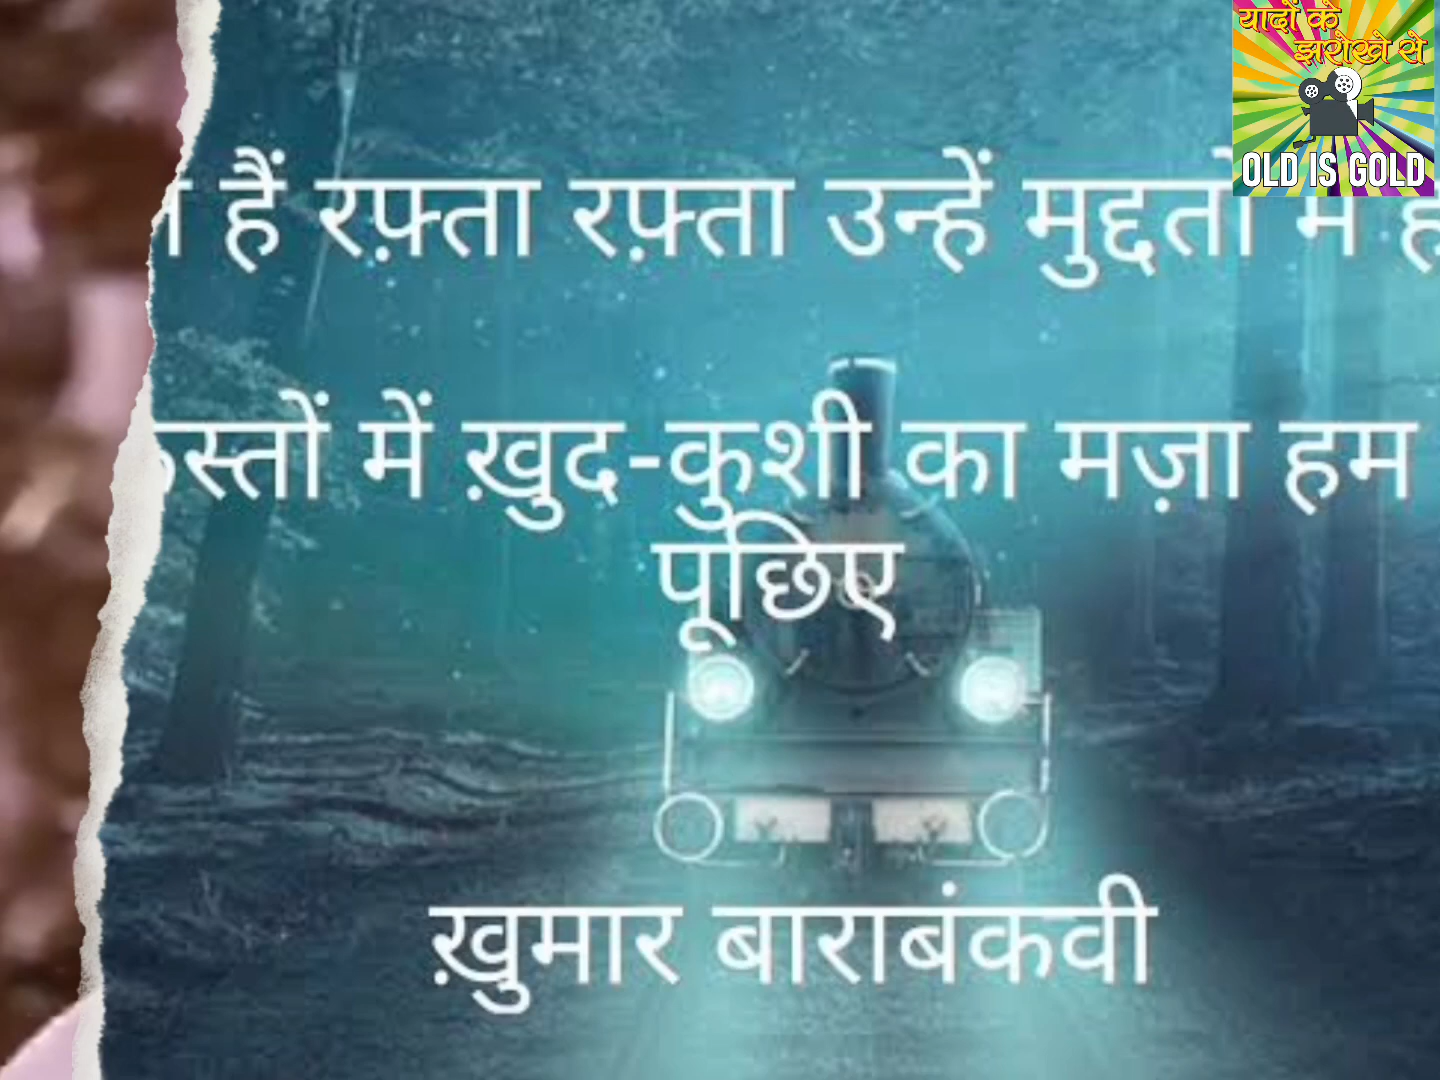 यादों के
झरोखे से
OLD IS GOLD
हैं रफ़्ता रफ़्ता उन्हें मुद्दतों में
में ख़ुद-कुशी का मज़ा हम
पूछिए
ख़ुमार बाराबंकवी